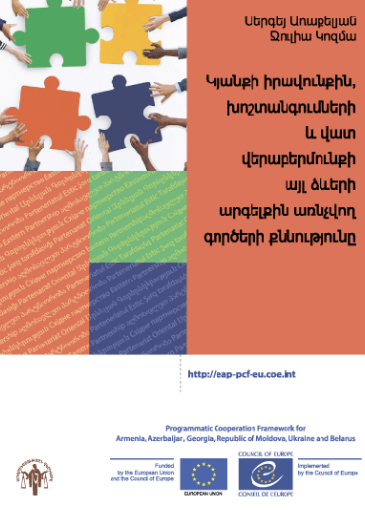 Սերգեյ Առաքելյան
Ջուլիա Կոզմա
Կյանքի իրավունքին,
խոշտանգումների
և վատ
վերաբերմունքի
այլ ձևերի
արգելքին առնչվող
գործերի քննությունը
http://eap-pcf-eu.coe.int
Programmatic Cooperation Framework for
Armenia, Azerbaijan, Georgia, Republic of Moldova, Ukraine and Belarus
Funded
by the European Union
and the Council of Europe
EUROPEAN UNION
COUNCIL OF EUROPE
CONSEIL DE L'EUROPE
Implemented
by the Council of Europe